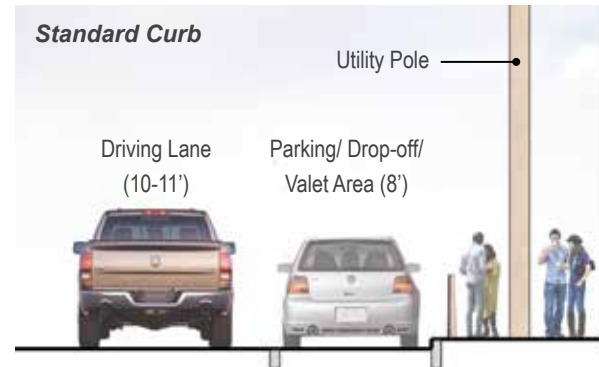 Standard Curb
Utility Pole
Driving Lane
(10-11’)
Parking/ Drop-off/
Valet Area (8’)